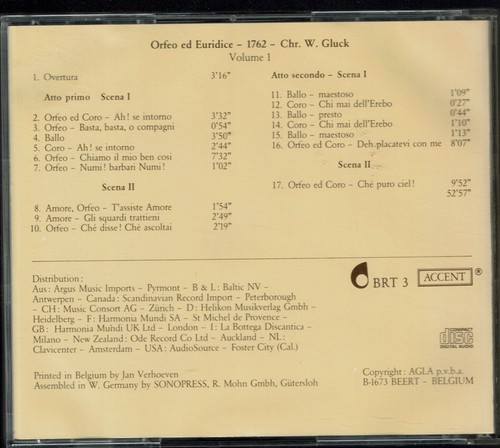 Orfeo ed Euridice – 1762 – Chr. W. Gluck
Volume 1
1. Overtura 3'16"
Atto primo Scena I
2. Orfeo ed Coro – Ah! se intorno 3'32"
3. Orfeo – Basta, basta, o compagni 0'54"
4. Ballo 3'50"
5. Coro – Ah! se intorno 2'44"
6. Orfeo – Chiamo il mio ben cosi 7'32"
7. Orfeo – Numi! barbari Numi! 1'02"
Scena II
8. Amore, Orfeo – T'assiste Amore 1'54"
9. Amore – Gli squardi trattieni 2'49"
10. Orfeo – Ché disse! Ché ascoltai 2'19"
Atto secondo – Scena I
11. Ballo – maestoso 1'09"
12. Coro – Chi mai dell'Erebo 0'27"
13. Ballo – presto 0'44"
14. Coro – Chi mai dell'Erebo 1'10"
15. Ballo – maestoso 1'13"
16. Orfeo ed Coro – Deh, placatevi con me 8'07"
Scena II
17. Orfeo ed Coro – Ché puro ciel! 9'52"
52'57"
Distribution:
Aus: Argus Music Imports – Pyrmont – B & L: Baltic NV –
Antwerpen – Canada: Scandinavian Record Import – Peterborough
– CH: Music Consort AG – Zürich – D: Helikon Musikverlag Gmbh –
Heidelberg – F: Harmonia Mundi SA – St Michel de Provence –
GB: Harmonia Muhdi UK Ltd – London – I: La Bottega Discantica –
Milano – New Zealand: Ode Record Co Ltd – Auckland – NL:
Clavicenter – Amsterdam – USA: AudioSource – Foster City (Cal.)
BRT 3
ACCENT ®
COMPACT
disc
DIGITAL AUDIO
Printed in Belgium by Jan Verhoeven
Assembled in W. Germany by SONOPRESS, R. Mohn Gmbh, Gütersloh
Copyright: AGLA p.v.b.a.
B-1673 BEERT – BELGIUM